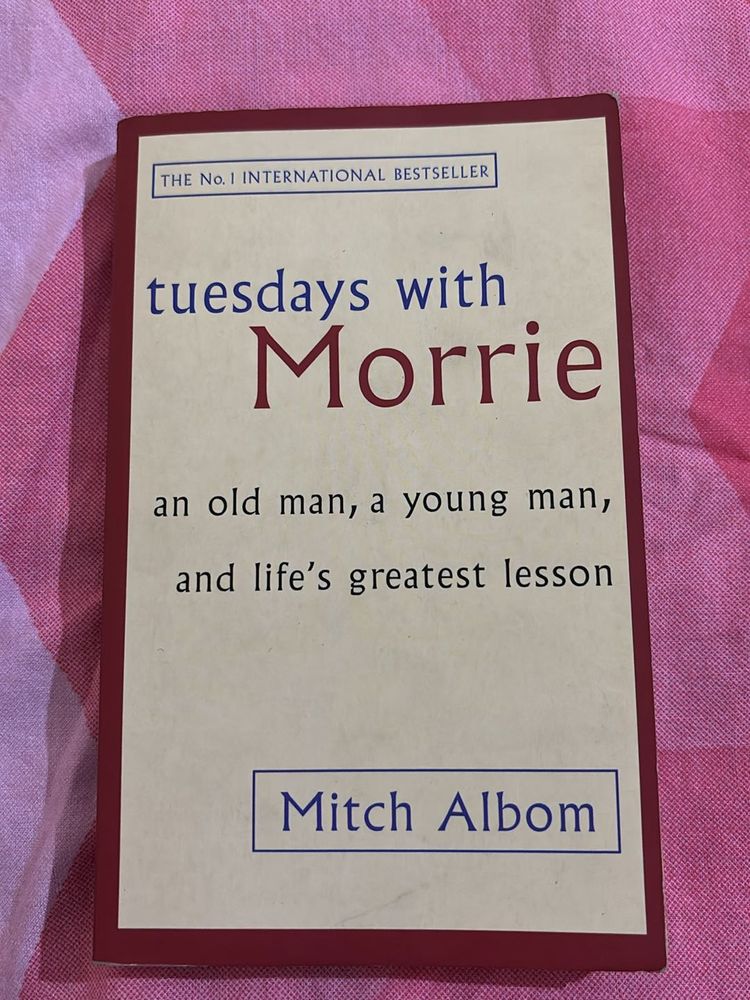 THE No. 1 INTERNATIONAL BESTSELLER
tuesdays with
Morrie
an old man, a young man,
and life's greatest lesson
Mitch Albom